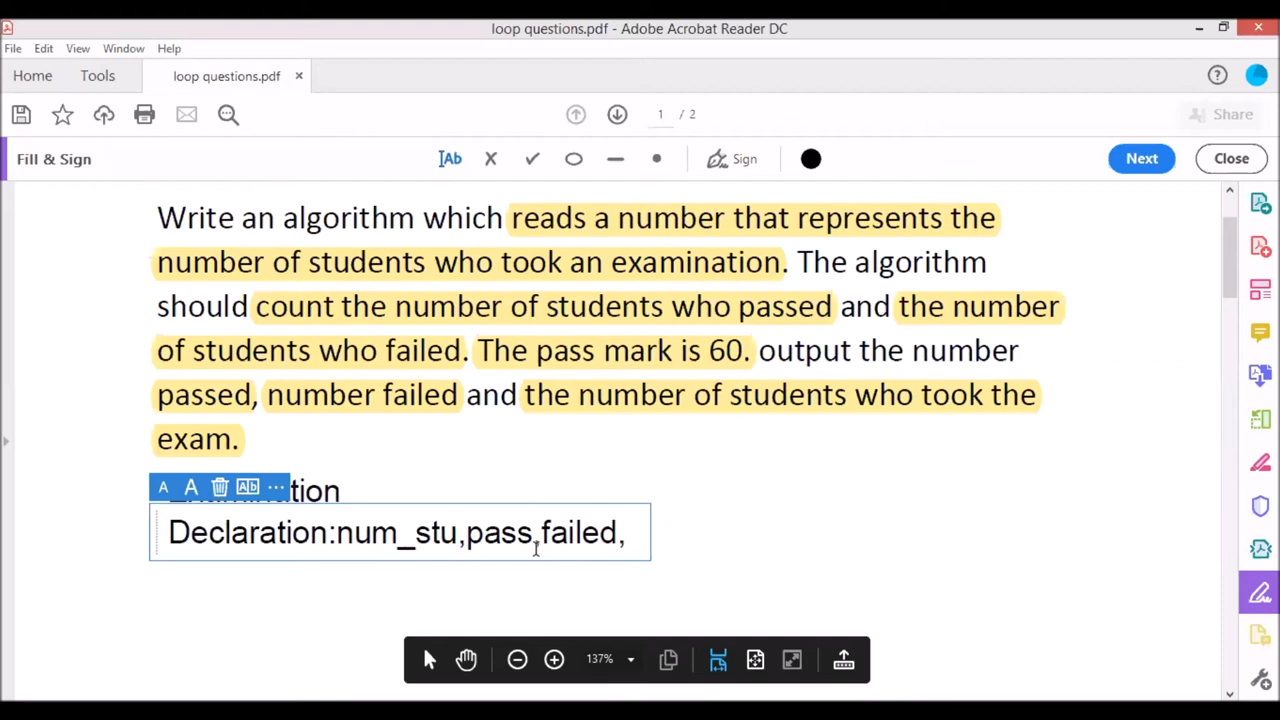 loop questions.pdf - Adobe Acrobat Reader DC
File Edit View Window Help
Home Tools loop questions.pdf ×
1 / 2 Share
Fill & Sign Ab Sign Next Close
Write an algorithm which reads a number that represents the
number of students who took an examination. The algorithm
should count the number of students who passed and the number
of students who failed. The pass mark is 60. output the number
passed, number failed and the number of students who took the
exam.
A A Ab ... tion
Declaration:num_stu,pass,failed,
137%